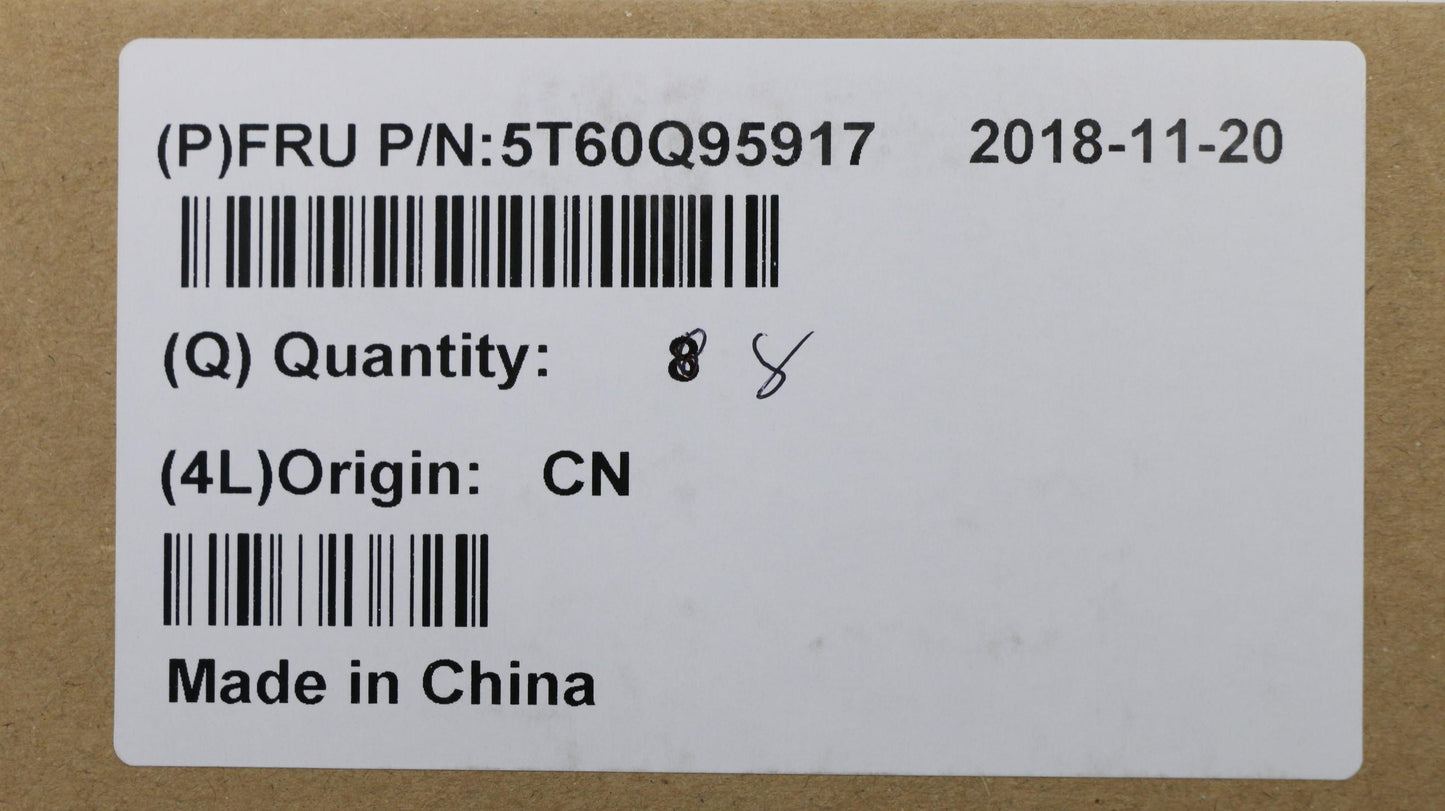 (P)FRU P/N:5T60Q95917 2018-11-20
(Q) Quantity: 8 8
(4L)Origin: CN
Made in China